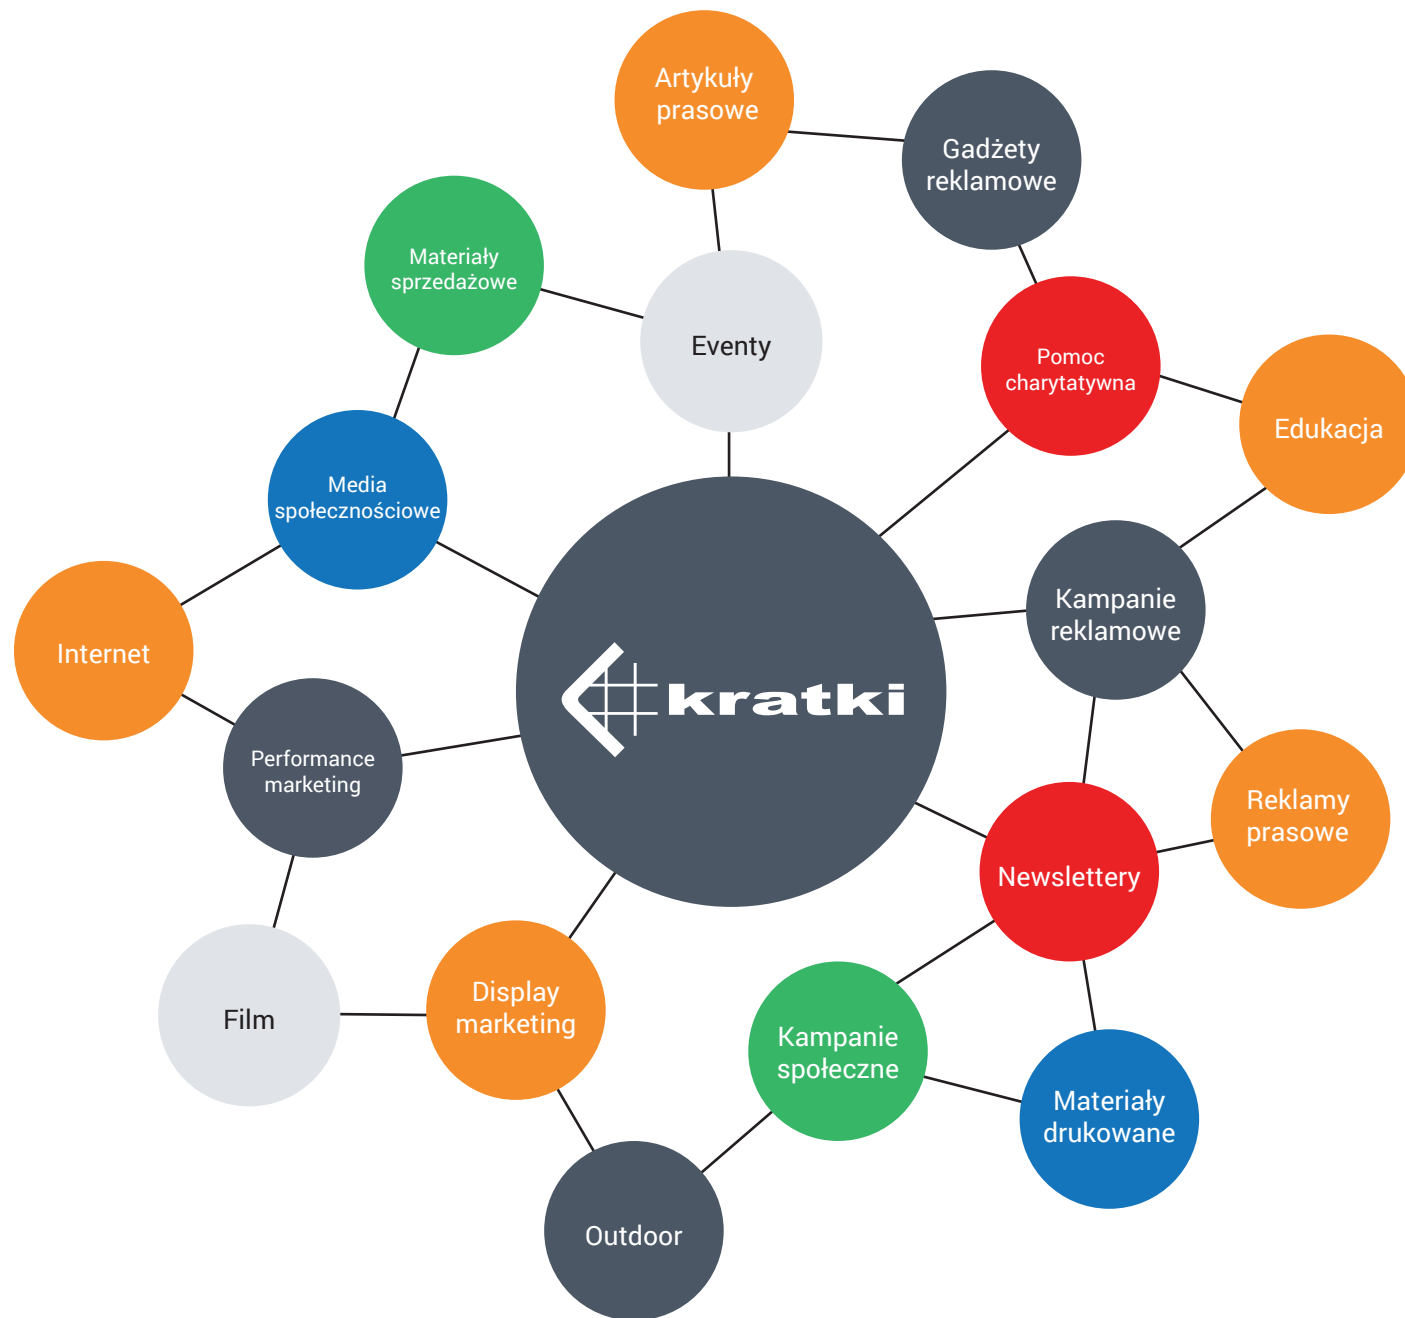 Artykuły
prasowe
Gadżety
reklamowe
Materiały
sprzedażowe
Eventy
Pomoc
charytatywna
Edukacja
Media
społecznościowe
Kampanie
reklamowe
Internet
kratki
Performance
marketing
Reklamy
prasowe
Newslettery
Film
Display
marketing
Kampanie
społeczne
Materiały
drukowane
Outdoor